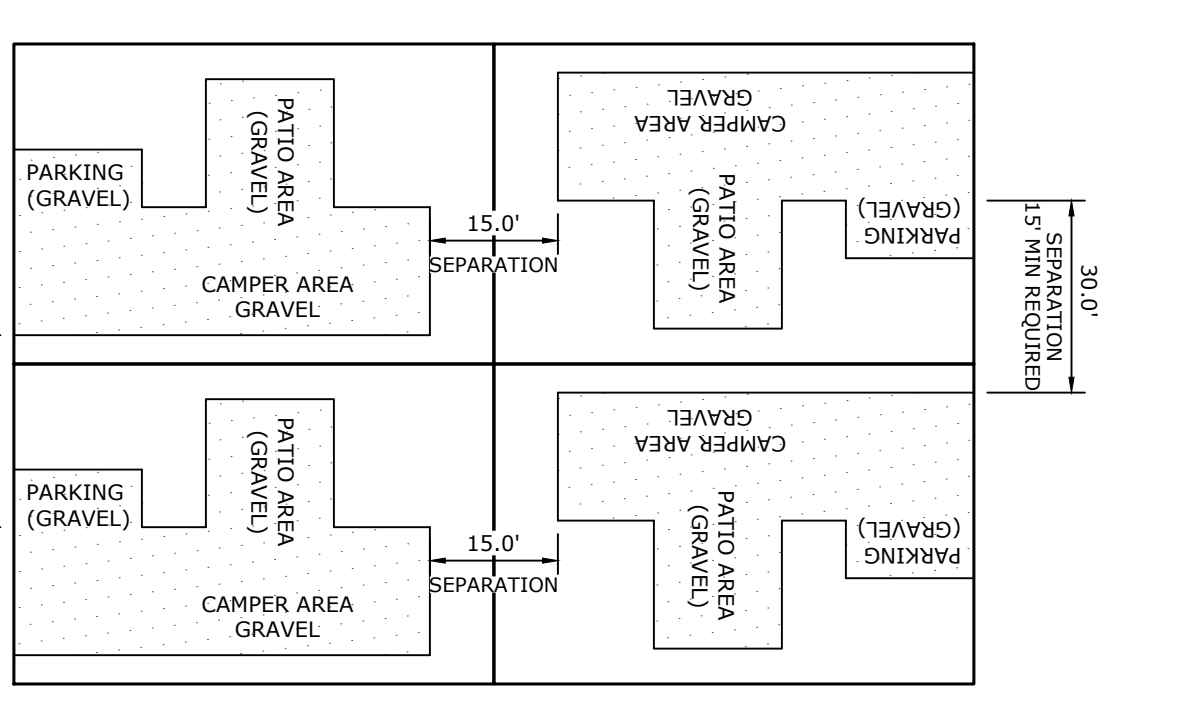 PARKING
(GRAVEL)
PATIO AREA
(GRAVEL)
CAMPER AREA
GRAVEL
15.0'
SEPARATION
CAMPER AREA
GRAVEL
PATIO AREA
(GRAVEL)
PARKING
(GRAVEL)
30.0'
SEPARATION
15' MIN REQUIRED
PARKING
(GRAVEL)
PATIO AREA
(GRAVEL)
CAMPER AREA
GRAVEL
15.0'
SEPARATION
CAMPER AREA
GRAVEL
PATIO AREA
(GRAVEL)
PARKING
(GRAVEL)